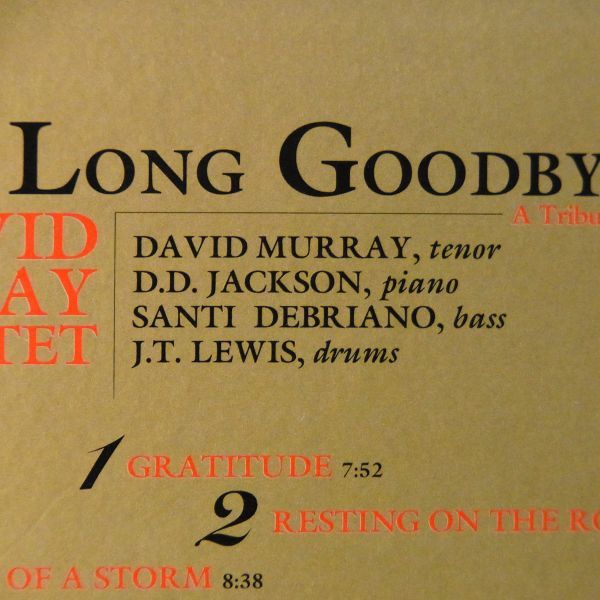 LONG GOODBY
A Tribu
VID
DAVID MURRAY, tenor
D.D. JACKSON, piano
AY
SANTI DEBRIANO, bass
TET
J.T. LEWIS, drums
1 GRATITUDE 7:52
2 RESTING ON THE RO
OF A STORM 8:38